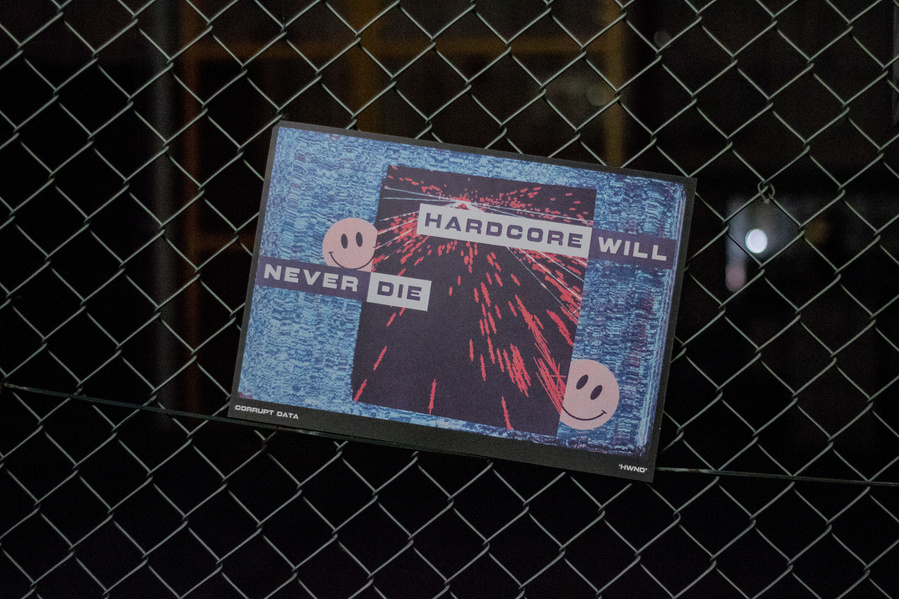 HARDCORE WILL
NEVER DIE
CORRUPT DATA
'HWND'